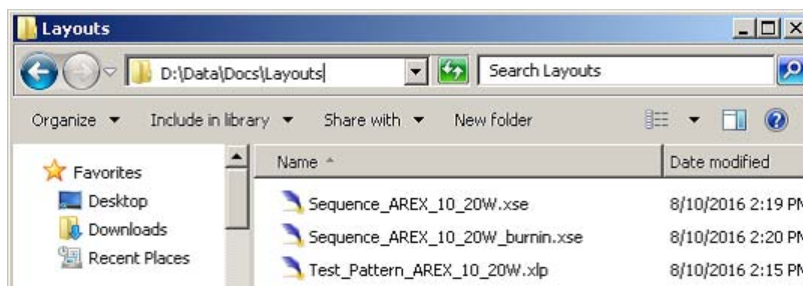 Layouts
D:\Data\Docs\Layouts
Search Layouts
Organize Include in library Share with New folder
Name Date modified
Favorites
Desktop
Downloads
Recent Places
Sequence_AREX_10_20W.xse 8/10/2016 2:19 PM
Sequence_AREX_10_20W_burnin.xse 8/10/2016 2:20 PM
Test_Pattern_AREX_10_20W.xlp 8/10/2016 2:15 PM